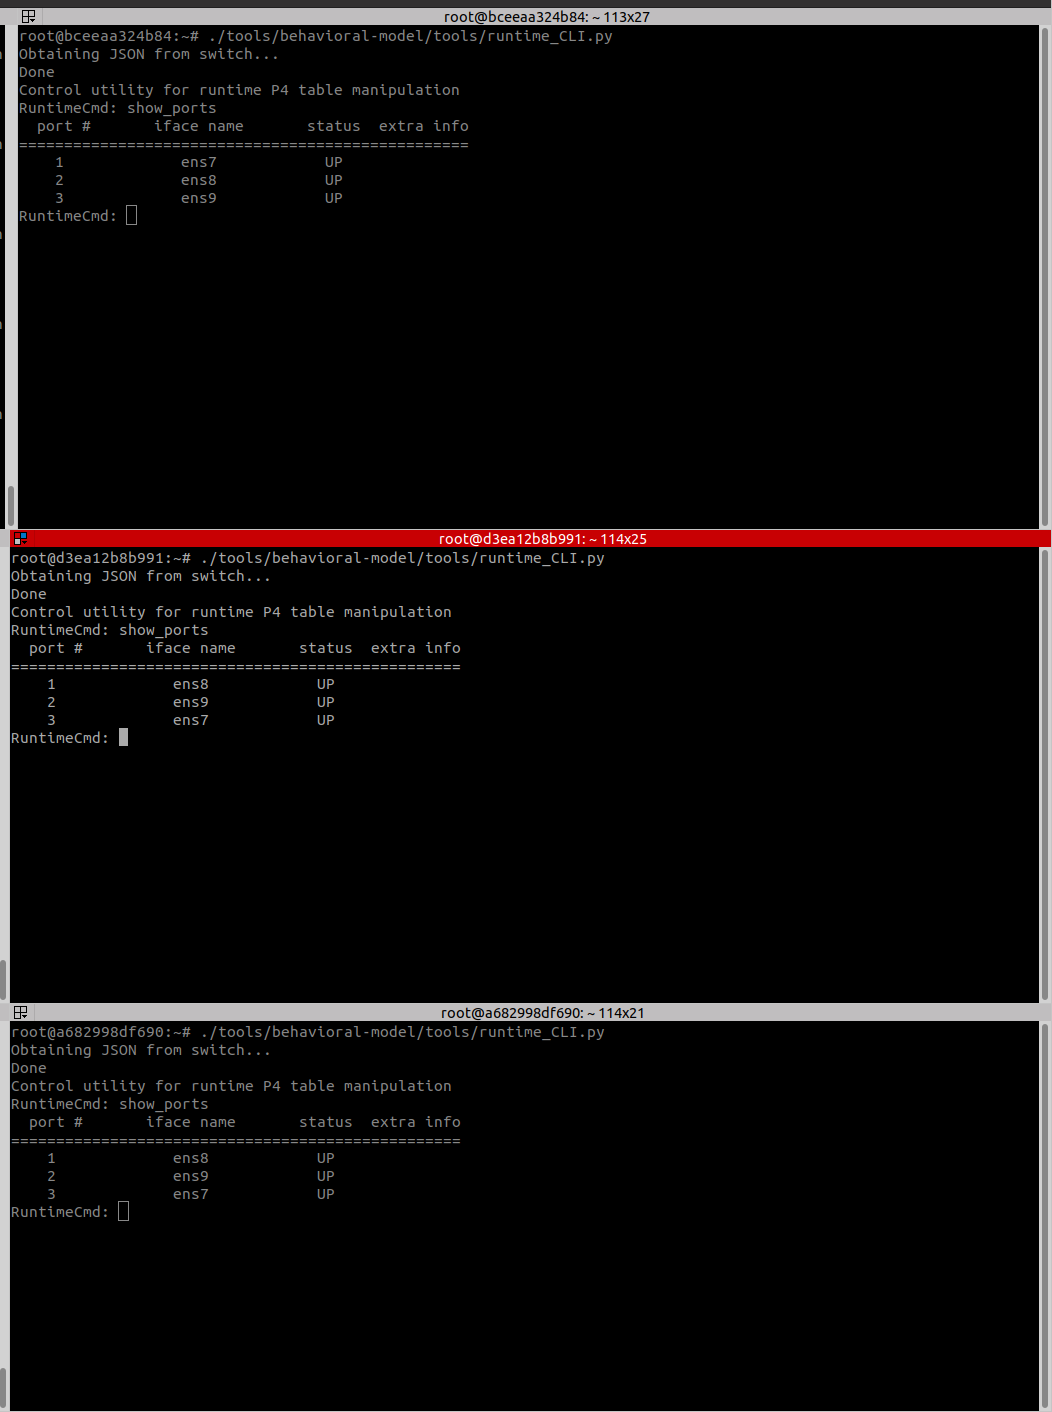 root@bceeaa324b84: ~ 113x27
root@bceeaa324b84:~# ./tools/behavioral-model/tools/runtime_CLI.py
Obtaining JSON from switch...
Done
Control utility for runtime P4 table manipulation
RuntimeCmd: show_ports
port # iface name status extra info
==================================================
1 ens7 UP
2 ens8 UP
3 ens9 UP
RuntimeCmd:
root@d3ea12b8b991: ~ 114x25
root@d3ea12b8b991:~# ./tools/behavioral-model/tools/runtime_CLI.py
Obtaining JSON from switch...
Done
Control utility for runtime P4 table manipulation
RuntimeCmd: show_ports
port # iface name status extra info
==================================================
1 ens8 UP
2 ens9 UP
3 ens7 UP
RuntimeCmd:
root@a682998df690: ~ 114x21
root@a682998df690:~# ./tools/behavioral-model/tools/runtime_CLI.py
Obtaining JSON from switch...
Done
Control utility for runtime P4 table manipulation
RuntimeCmd: show_ports
port # iface name status extra info
==================================================
1 ens8 UP
2 ens9 UP
3 ens7 UP
RuntimeCmd: